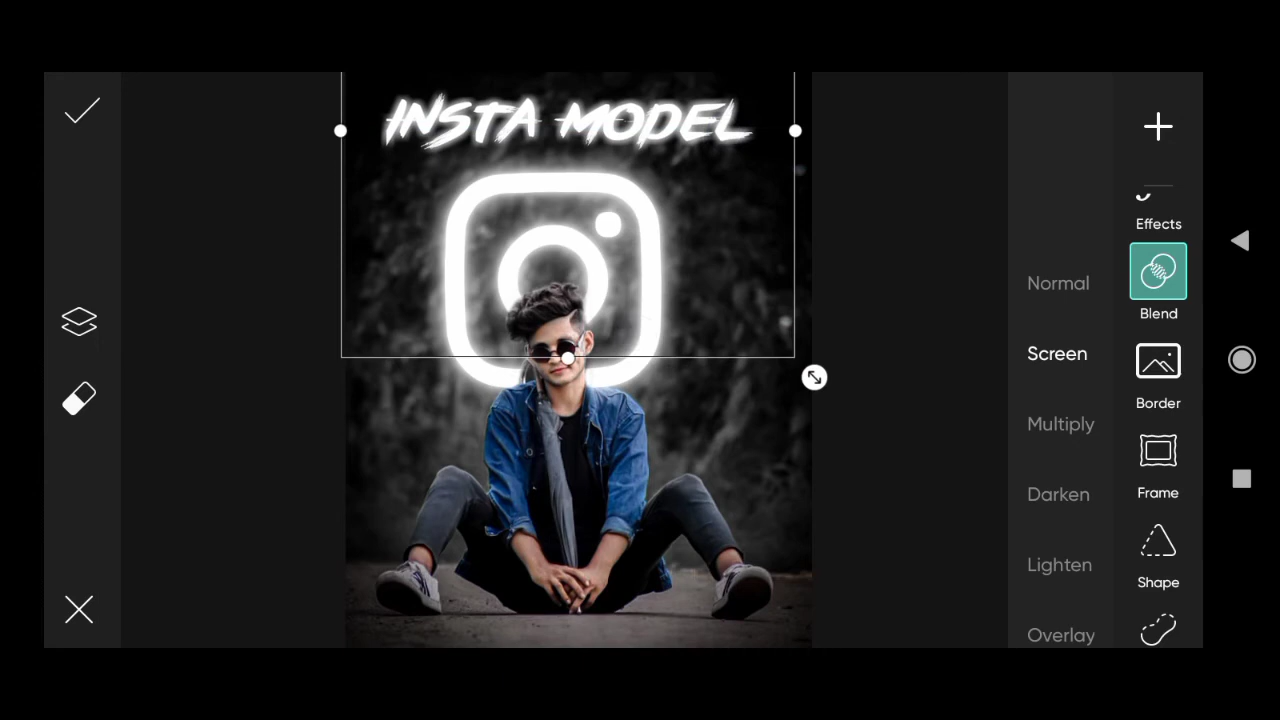 INSTA MODEL
Effects
Normal
Blend
Screen
Border
Multiply
Darken
Frame
Lighten
Shape
Overlay